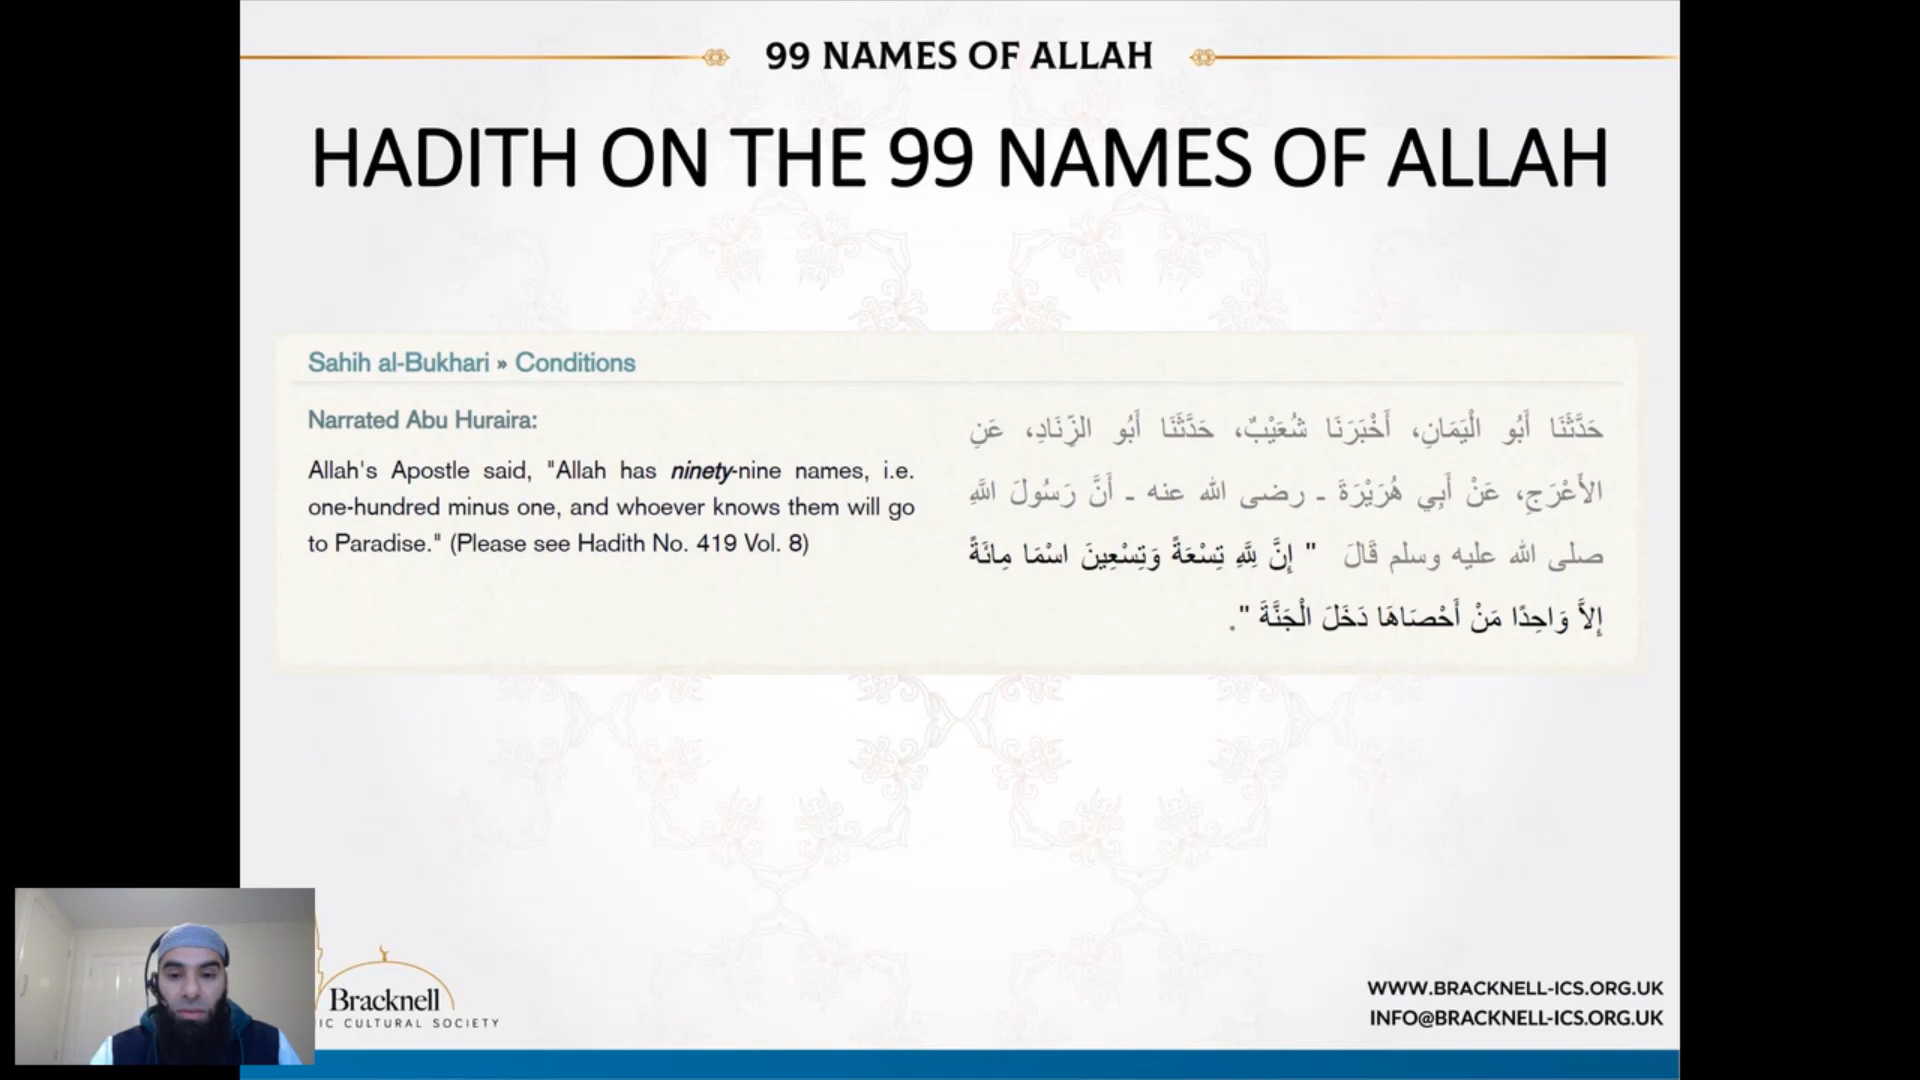 99 NAMES OF ALLAH
HADITH ON THE 99 NAMES OF ALLAH
Sahih al-Bukhari » Conditions
Narrated Abu Huraira:
Allah's Apostle said, "Allah has ninety-nine names, i.e.
one-hundred minus one, and whoever knows them will go
to Paradise." (Please see Hadith No. 419 Vol. 8)
حَدَّثَنَا أَبُو الْيَمَانِ، أَخْبَرَنَا شُعَيْبٌ، حَدَّثَنَا أَبُو الزِّنَادِ، عَنِ
الأَعْرَجِ، عَنْ أَبِي هُرَيْرَةَ ـ رضى الله عنه ـ أَنَّ رَسُولَ اللَّهِ
صلى الله عليه وسلم قَالَ ‏ "‏ إِنَّ لِلَّهِ تِسْعَةً وَتِسْعِينَ اسْمَا مِائَةً
إِلاَّ وَاحِدًا مَنْ أَحْصَاهَا دَخَلَ الْجَنَّةَ ‏"‏‏.‏
Bracknell
IC CULTURAL SOCIETY
WWW.BRACKNELL-ICS.ORG.UK
INFO@BRACKNELL-ICS.ORG.UK